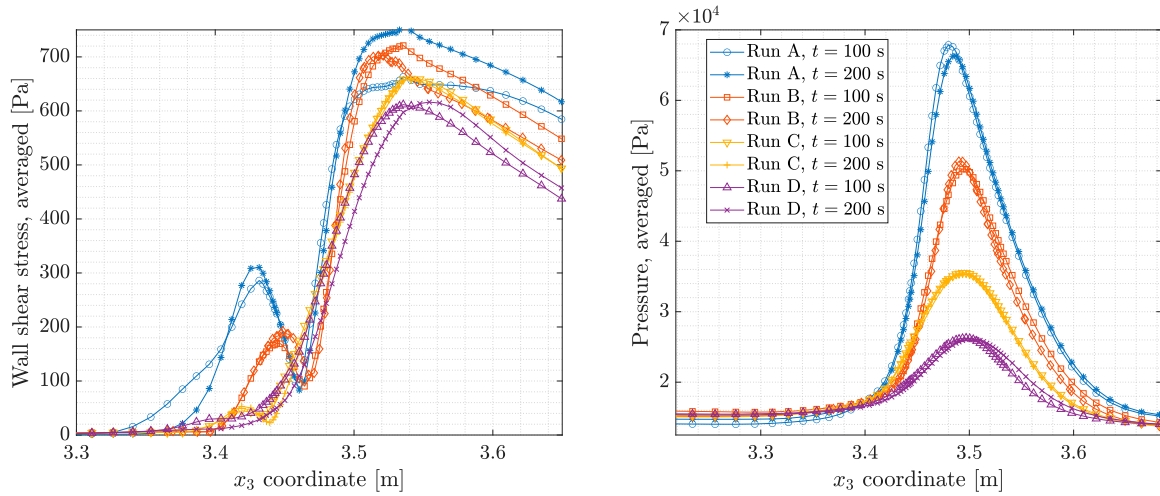 Wall shear stress, averaged [Pa]
700
600
500
400
300
200
100
0
3.3
3.4
3.5
3.6
x₃ coordinate [m]
Pressure, averaged [Pa]
×10⁴
7
6
5
4
3
2
3.2
3.3
3.4
3.5
3.6
x₃ coordinate [m]
Run A, t = 100 s
Run A, t = 200 s
Run B, t = 100 s
Run B, t = 200 s
Run C, t = 100 s
Run C, t = 200 s
Run D, t = 100 s
Run D, t = 200 s